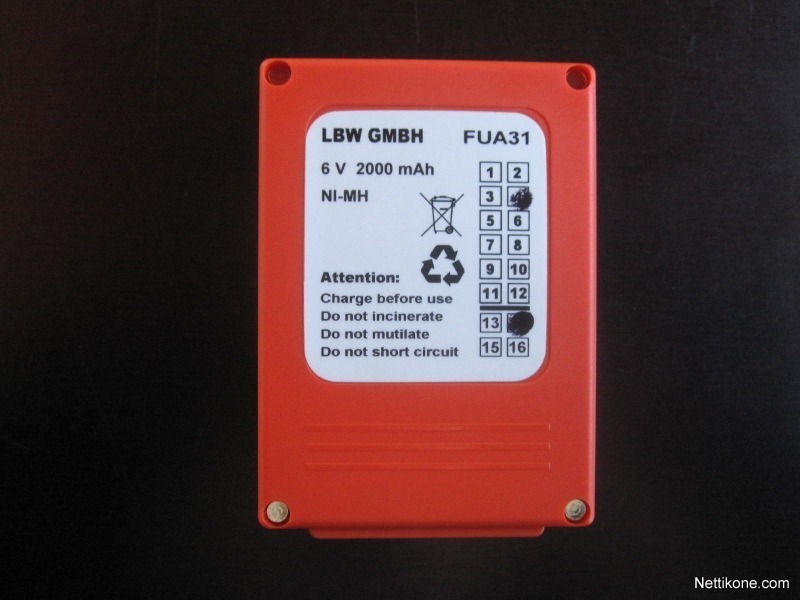 LBW GMBH FUA31
6 V 2000 mAh
NI-MH
1 2
3
5 6
7 8
9 10
11 12
13
15 16
Attention:
Charge before use
Do not incinerate
Do not mutilate
Do not short circuit
Nettikone.com